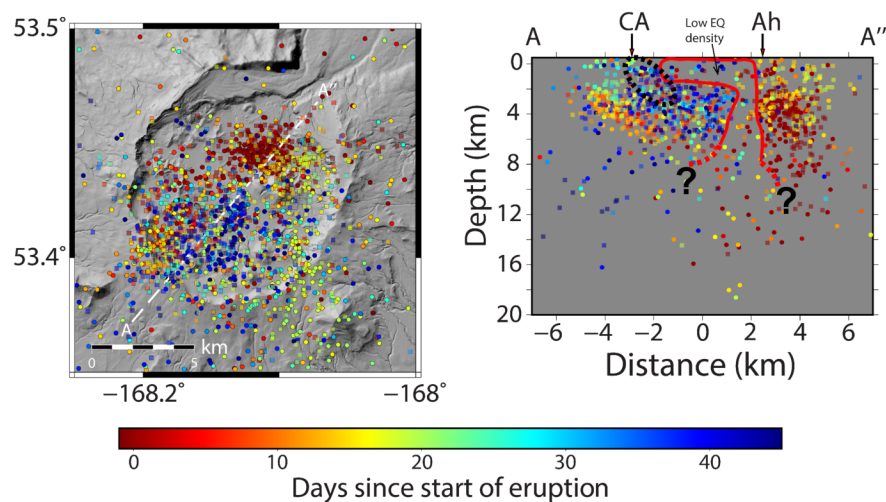 53.5°
53.4°
−168.2°
−168°
A
A''
0
5
km
A
CA
Ah
A''
Low EQ
density
0
4
8
12
16
20
Depth (km)
?
?
−6
−4
−2
0
2
4
6
Distance (km)
0
10
20
30
40
Days since start of eruption